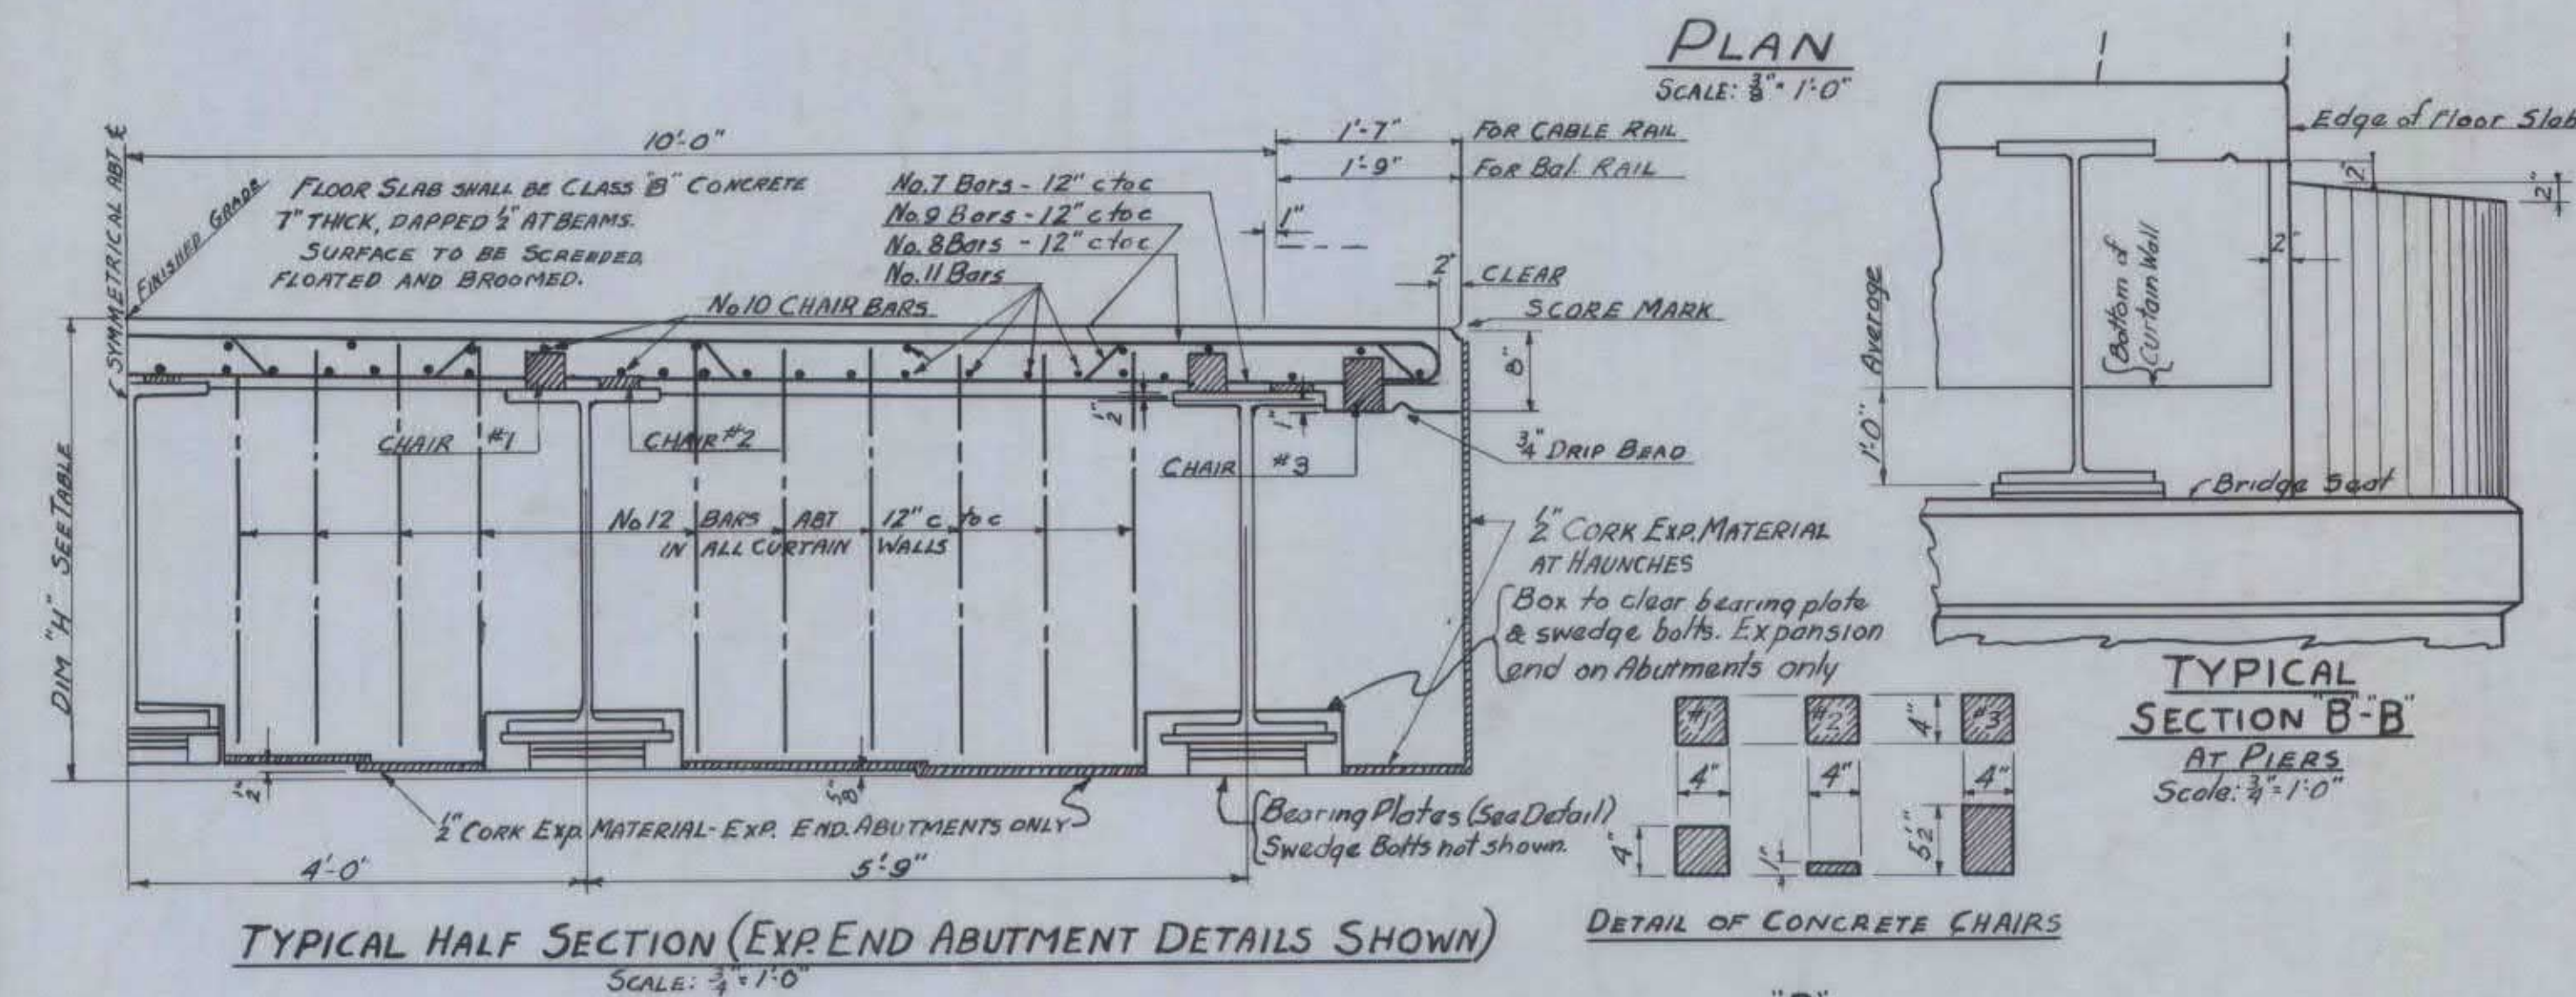 PLAN
SCALE: 3/8" = 1'-0"
10'-0"
1'-7" FOR CABLE RAIL
1'-9" FOR Bal. RAIL
1"
2" CLEAR
SCORE MARK
SYMMETRICAL ABT ℄
FINISHED GRADE
FLOOR SLAB SHALL BE CLASS "B" CONCRETE
7" THICK, DAPPED 1/2" AT BEAMS.
SURFACE TO BE SCREEDED,
FLOATED AND BROOMED.
No. 7 Bars - 12" c to c
No. 9 Bars - 12" c to c
No. 8 Bars - 12" c to c
No. 11 Bars
No 10 CHAIR BARS
8"
1/2"
1"
CHAIR #1
CHAIR #2
CHAIR #3
3/4" DRIP BEAD
DIM "H" SEE TABLE
No 12 BARS ABT 12" c to c
IN ALL CURTAIN WALLS
1/2" CORK EXP. MATERIAL
AT HAUNCHES
Box to clear bearing plate
& swedge bolts. Expansion
end on Abutments only
1/2"
5/8"
1/2" CORK EXP. MATERIAL - EXP. END. ABUTMENTS ONLY
Bearing Plates (See Detail)
Swedge Bolts not shown.
4'-0"
5'-9"
TYPICAL HALF SECTION (EXP. END ABUTMENT DETAILS SHOWN)
SCALE: 3/4" = 1'-0"
#1
#2
#3
4"
4"
4"
4"
4"
1"
5 1/2"
DETAIL OF CONCRETE CHAIRS
Edge of Floor Slab
2"
2"
2"
Bottom of
Curtain Wall
1'-0" Average
Bridge Seat
TYPICAL
SECTION "B"-"B"
AT PIERS
Scale: 3/4" = 1'-0"
"B"